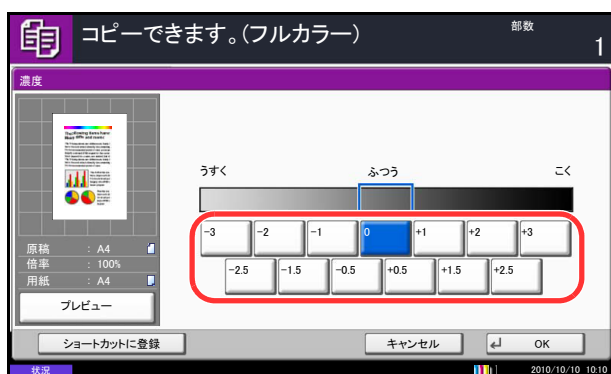 コピーできます。(フルカラー)
部数
1
濃度
うすく ふつう こく
-3 -2 -1 0 +1 +2 +3
-2.5 -1.5 -0.5 +0.5 +1.5 +2.5
原稿 : A4
倍率 : 100%
用紙 : A4
プレビュー
ショートカットに登録 キャンセル OK
状況 2010/10/10 10:10